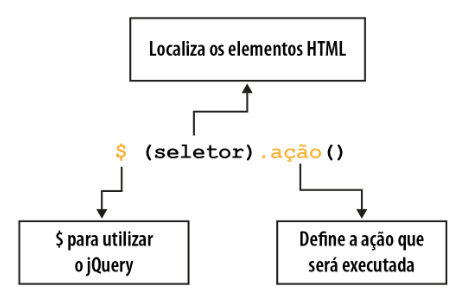 Localiza os elementos HTML
$ (seletor).ação()
$ para utilizar
o jQuery
Define a ação que
será executada